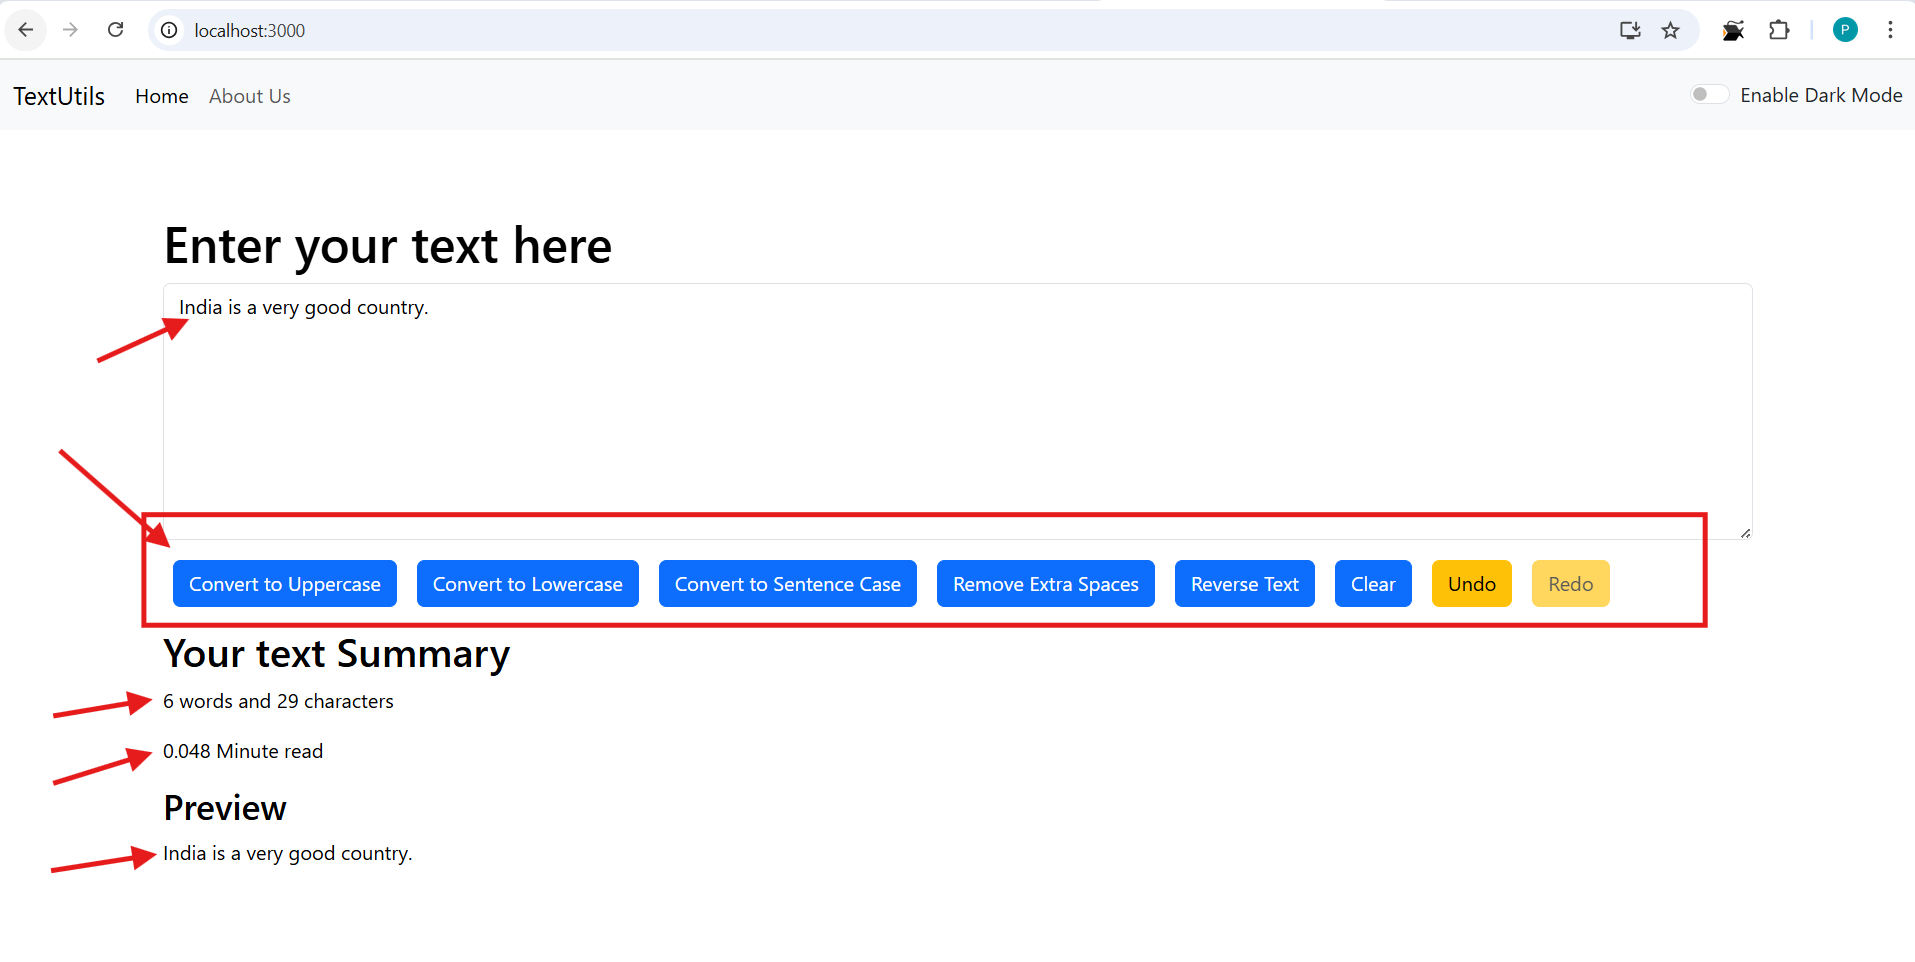 localhost:3000
P
TextUtils Home About Us Enable Dark Mode
Enter your text here
India is a very good country.
Convert to Uppercase Convert to Lowercase Convert to Sentence Case Remove Extra Spaces Reverse Text Clear Undo Redo
Your text Summary
6 words and 29 characters
0.048 Minute read
Preview
India is a very good country.